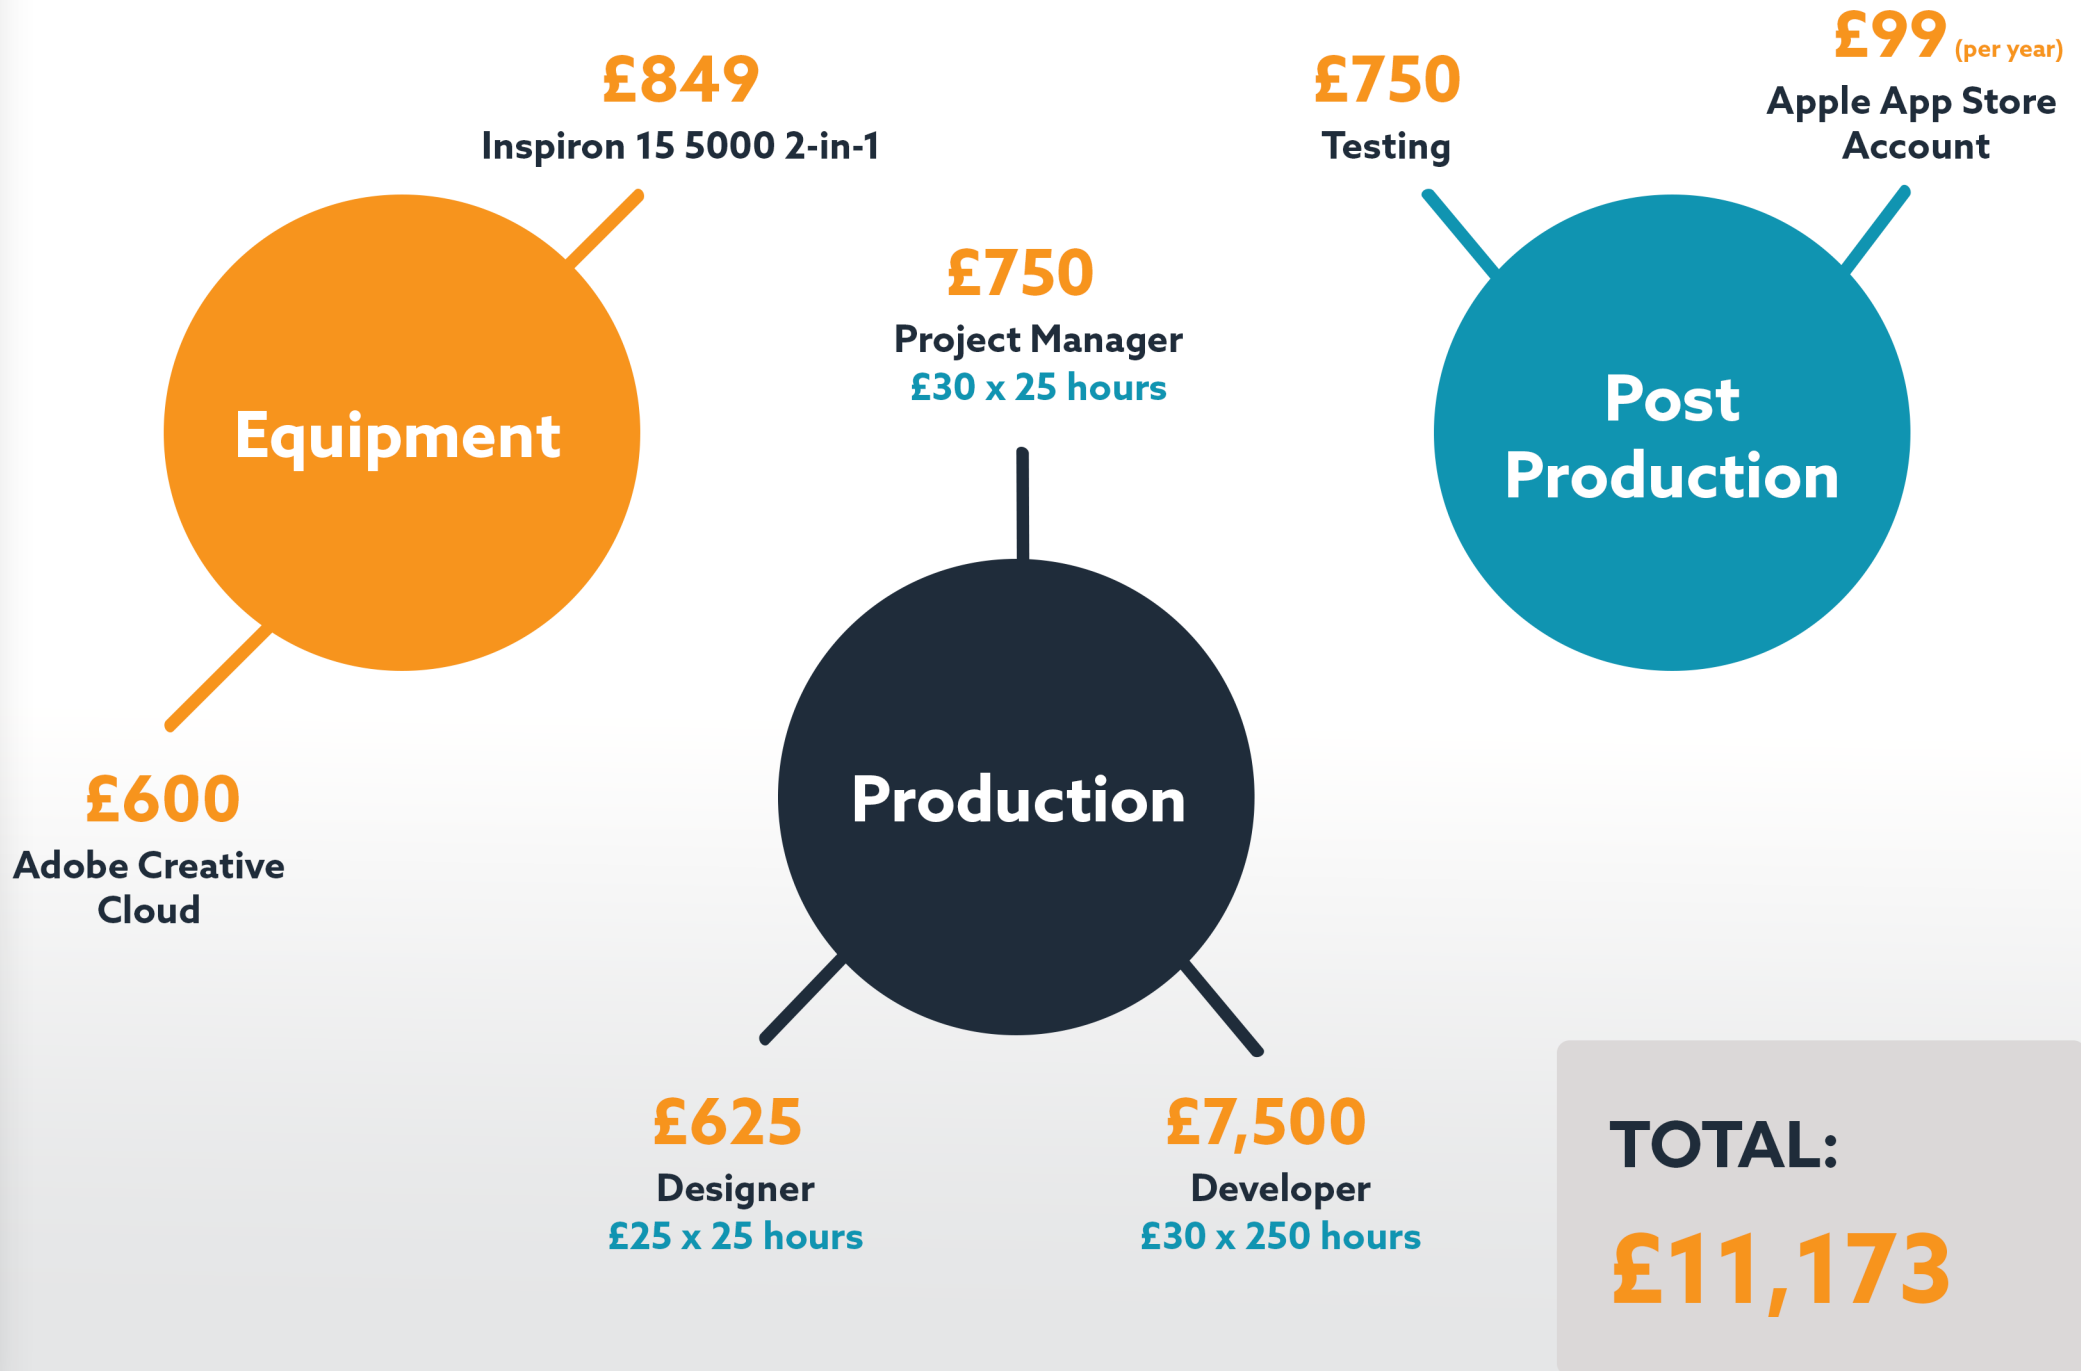 £849
Inspiron 15 5000 2-in-1
Equipment
£600
Adobe Creative
Cloud
£750
Project Manager
£30 x 25 hours
Production
£625
Designer
£25 x 25 hours
£7,500
Developer
£30 x 250 hours
£750
Testing
£99 (per year)
Apple App Store
Account
Post
Production
TOTAL:
£11,173